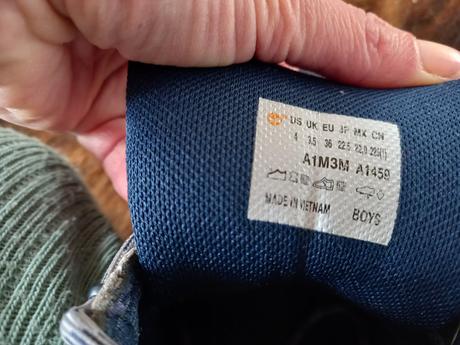 US UK EU JP MX CN
4 3.5 36 22.5 22.0 225(1)
A1M3M A1459
MADE IN VIETNAM BOYS